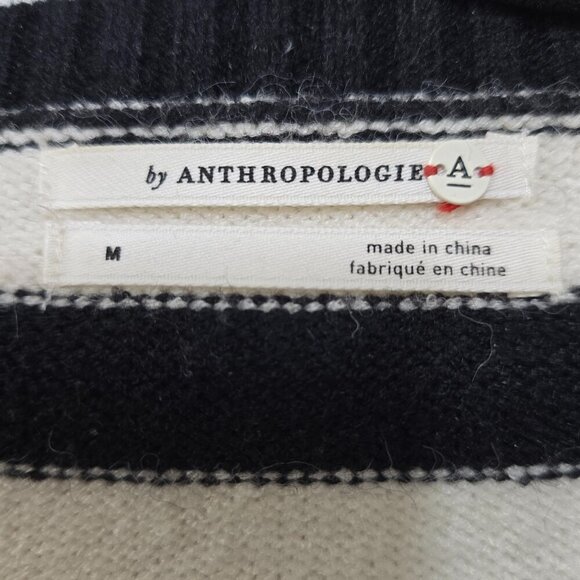 by ANTHROPOLOGIE
A
M
made in china
fabriqué en chine